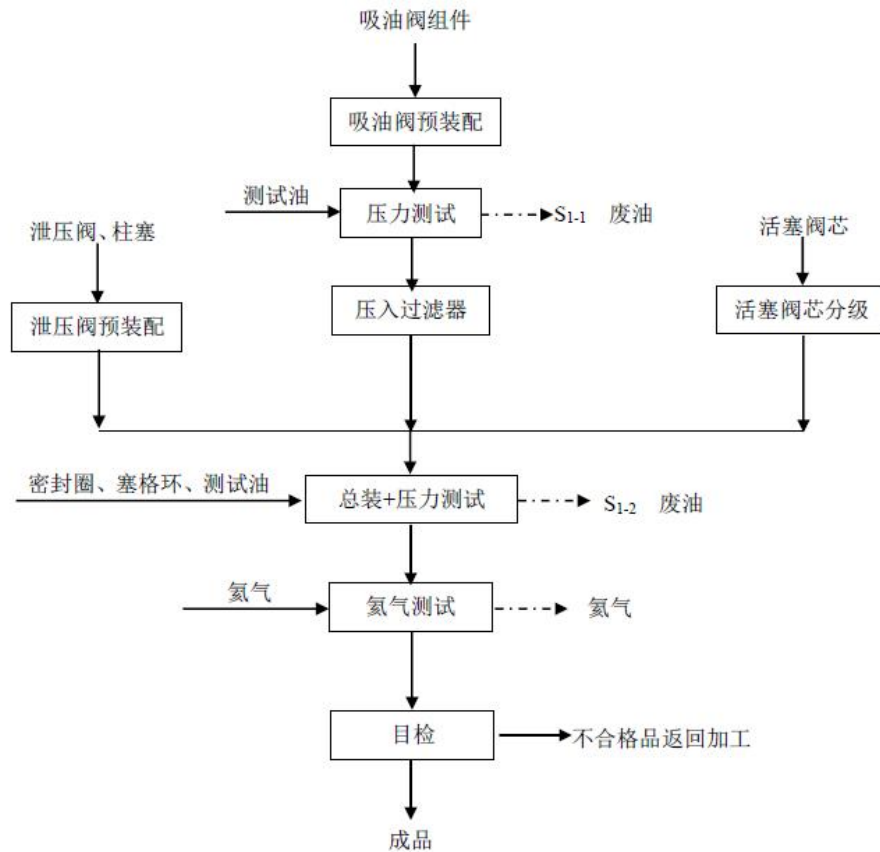 吸油阀组件
吸油阀预装配
测试油
压力测试
S1-1 废油
泄压阀、柱塞
活塞阀芯
泄压阀预装配
压入过滤器
活塞阀芯分级
密封圈、塞格环、测试油
总装+压力测试
S1-2 废油
氦气
氦气测试
氦气
目检
不合格品返回加工
成品